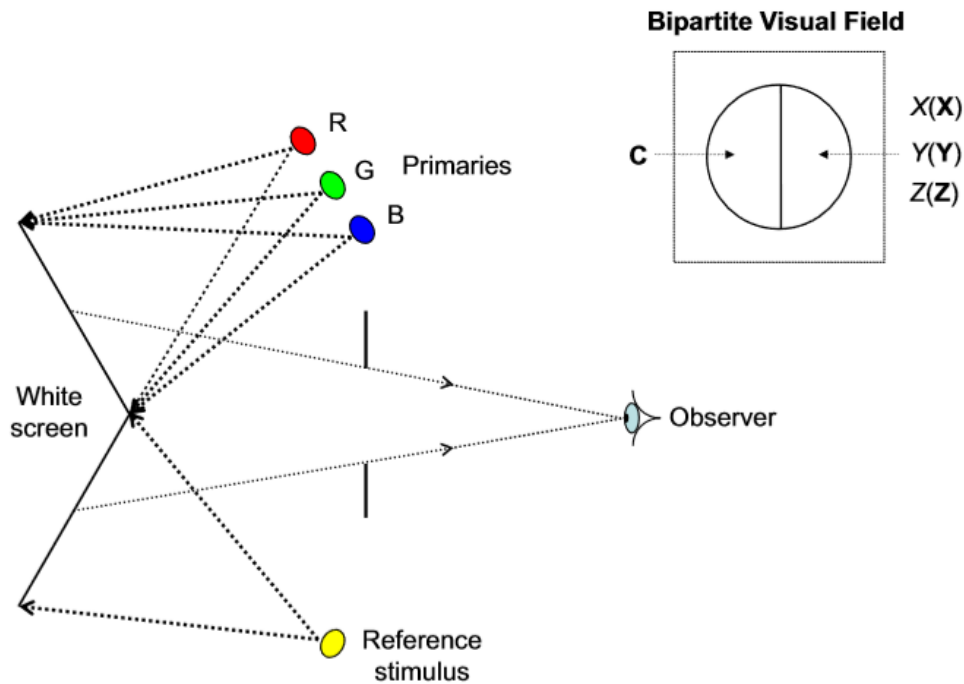 Bipartite Visual Field
R
X(X)
G
Primaries
C
Y(Y)
B
Z(Z)
White
screen
Observer
Reference
stimulus